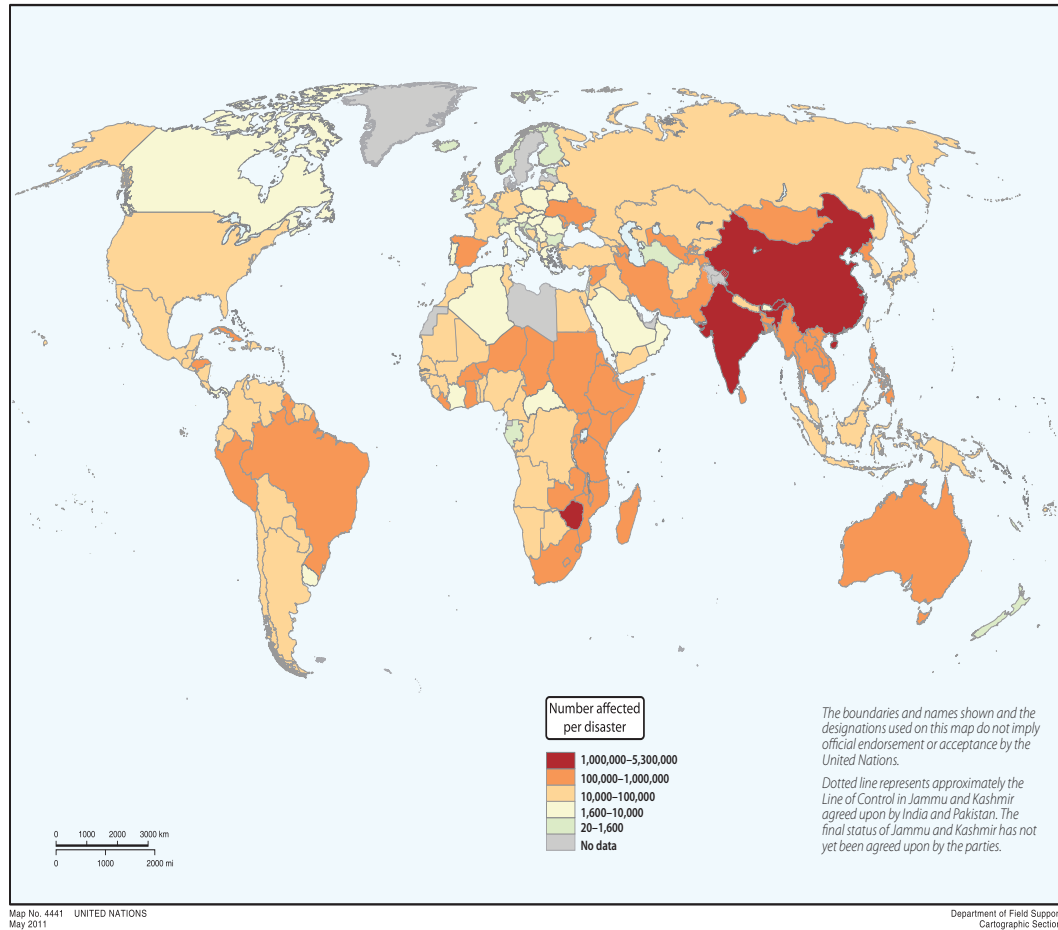 Number affected
per disaster
1,000,000–5,300,000
100,000–1,000,000
10,000–100,000
1,600–10,000
20–1,600
No data
The boundaries and names shown and the
designations used on this map do not imply
official endorsement or acceptance by the
United Nations.
Dotted line represents approximately the
Line of Control in Jammu and Kashmir
agreed upon by India and Pakistan. The
final status of Jammu and Kashmir has not
yet been agreed upon by the parties.
0 1000 2000 3000 km
0 1000 2000 mi
Map No. 4441 UNITED NATIONS
May 2011
Department of Field Suppor
Cartographic Section